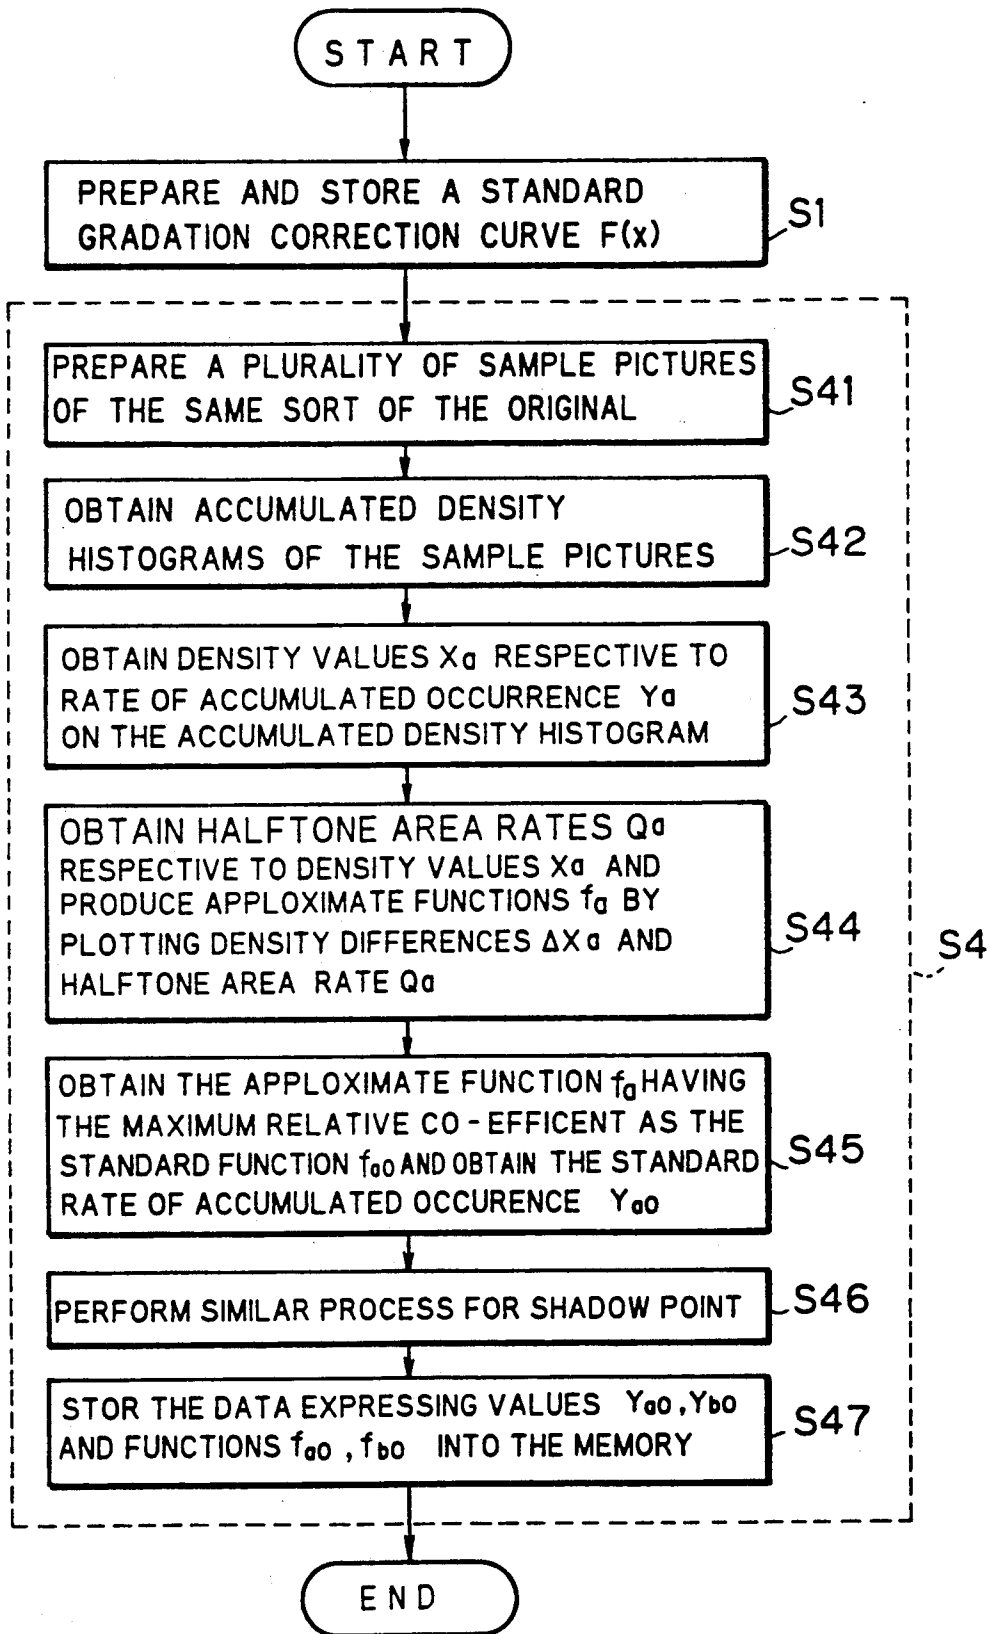 START
PREPARE AND STORE A STANDARD
GRADATION CORRECTION CURVE F(x)
S1
PREPARE A PLURALITY OF SAMPLE PICTURES
OF THE SAME SORT OF THE ORIGINAL
S41
OBTAIN ACCUMULATED DENSITY
HISTOGRAMS OF THE SAMPLE PICTURES
S42
OBTAIN DENSITY VALUES Xa RESPECTIVE TO
RATE OF ACCUMULATED OCCURRENCE Ya
ON THE ACCUMULATED DENSITY HISTOGRAM
S43
OBTAIN HALFTONE AREA RATES Qa
RESPECTIVE TO DENSITY VALUES Xa AND
PRODUCE APPLOXIMATE FUNCTIONS fa BY
PLOTTING DENSITY DIFFERENCES ΔXa AND
HALFTONE AREA RATE Qa
S44
S4
OBTAIN THE APPLOXIMATE FUNCTION fa HAVING
THE MAXIMUM RELATIVE CO-EFFICENT AS THE
STANDARD FUNCTION fa0 AND OBTAIN THE STANDARD
RATE OF ACCUMULATED OCCURENCE Ya0
S45
PERFORM SIMILAR PROCESS FOR SHADOW POINT
S46
STOR THE DATA EXPRESSING VALUES Ya0, Yb0
AND FUNCTIONS fa0, fb0 INTO THE MEMORY
S47
END